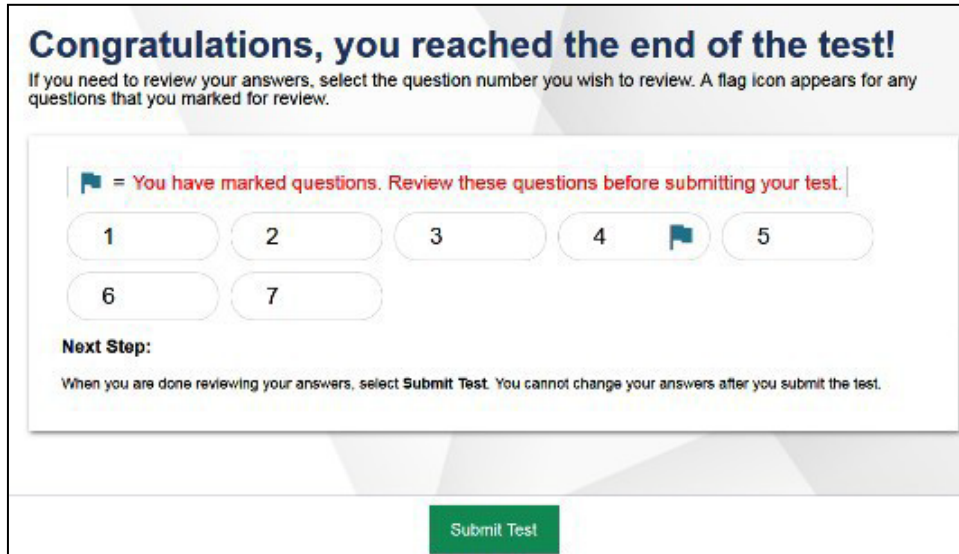 Congratulations, you reached the end of the test!
If you need to review your answers, select the question number you wish to review. A flag icon appears for any
questions that you marked for review.
= You have marked questions. Review these questions before submitting your test.
1 2 3 4 5
6 7
Next Step:
When you are done reviewing your answers, select Submit Test. You cannot change your answers after you submit the test.
Submit Test